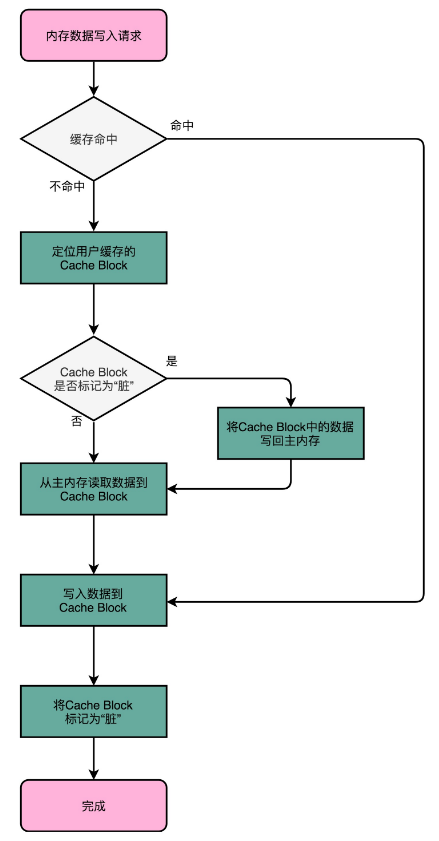 内存数据写入请求
缓存命中
命中
不命中
定位用户缓存的
Cache Block
Cache Block
是否标记为“脏”
是
否
将Cache Block中的数据
写回主内存
从主内存读取数据到
Cache Block
写入数据到
Cache Block
将Cache Block
标记为“脏”
完成